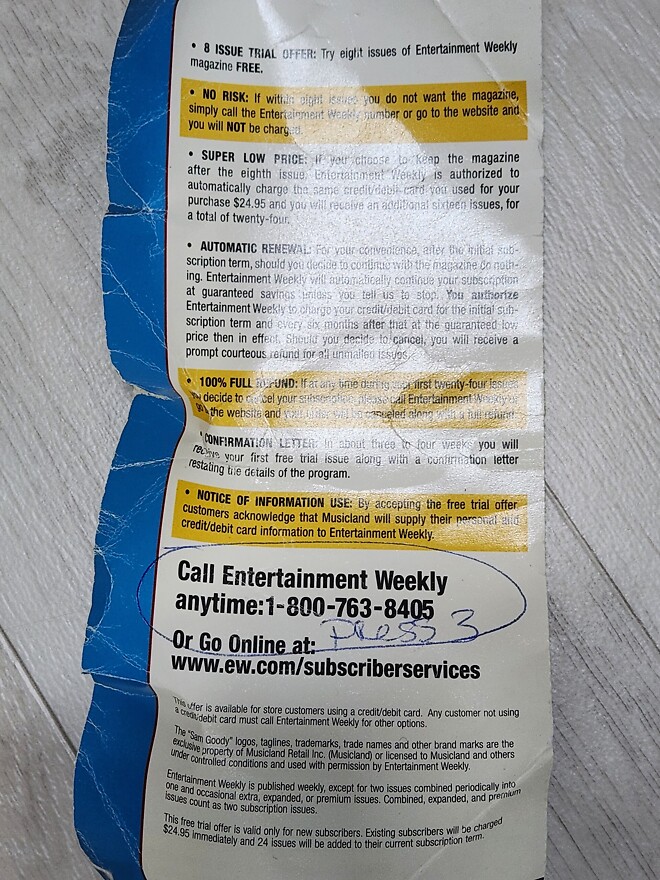 • 8 ISSUE TRIAL OFFER: Try eight issues of Entertainment Weekly
magazine FREE.
• NO RISK: If within eight issues you do not want the magazine,
simply call the Entertainment Weekly number or go to the website and
you will NOT be charged.
• SUPER LOW PRICE: If you choose to keep the magazine
after the eighth issue, Entertainment Weekly is authorized to
automatically charge the same credit/debit card you used for your
purchase $24.95 and you will receive an additional sixteen issues, for
a total of twenty-four.
• AUTOMATIC RENEWAL: For your convenience, after the initial sub-
scription term, should you decide to continue with the magazine do noth-
ing. Entertainment Weekly will automatically continue your subscription
at guaranteed savings unless you tell us to stop. You authorize
Entertainment Weekly to charge your credit/debit card for the initial sub-
scription term and every six months after that at the guaranteed low
price then in effect. Should you decide to cancel, you will receive a
prompt courteous refund for all unmailed issues.
• 100% FULL REFUND: If at any time during your first twenty-four issues
you decide to cancel your subscription, please call Entertainment Weekly or
go to the website and your order will be canceled along with a full refund.
• CONFIRMATION LETTER: In about three to four weeks you will
receive your first free trial issue along with a confirmation letter
restating the details of the program.
• NOTICE OF INFORMATION USE: By accepting the free trial offer
customers acknowledge that Musicland will supply their personal and
credit/debit card information to Entertainment Weekly.
Call Entertainment Weekly
anytime:1-800-763-8405
press 3
Or Go Online at:
www.ew.com/subscriberservices
This offer is available for store customers using a credit/debit card. Any customer not using
a credit/debit card must call Entertainment Weekly for other options.
The "Sam Goody" logos, taglines, trademarks, trade names and other brand marks are the
exclusive property of Musicland Retail Inc. (Musicland) or licensed to Musicland and others
under controlled conditions and used with permission by Entertainment Weekly.
Entertainment Weekly is published weekly, except for two issues combined periodically into
one and occasional extra, expanded, or premium issues. Combined, expanded, and premium
issues count as two subscription issues.
This free trial offer is valid only for new subscribers. Existing subscribers will be charged
$24.95 immediately and 24 issues will be added to their current subscription term.